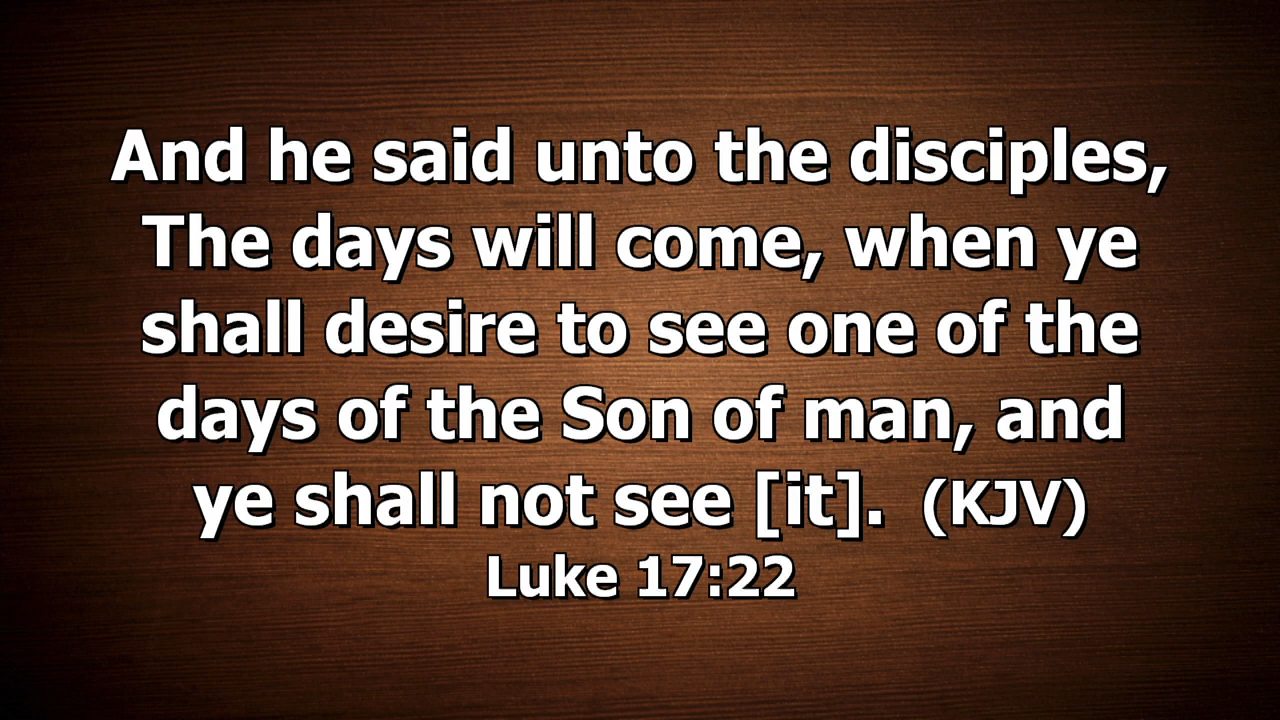 And he said unto the disciples,
The days will come, when ye
shall desire to see one of the
days of the Son of man, and
ye shall not see [it].  (KJV)
Luke 17:22